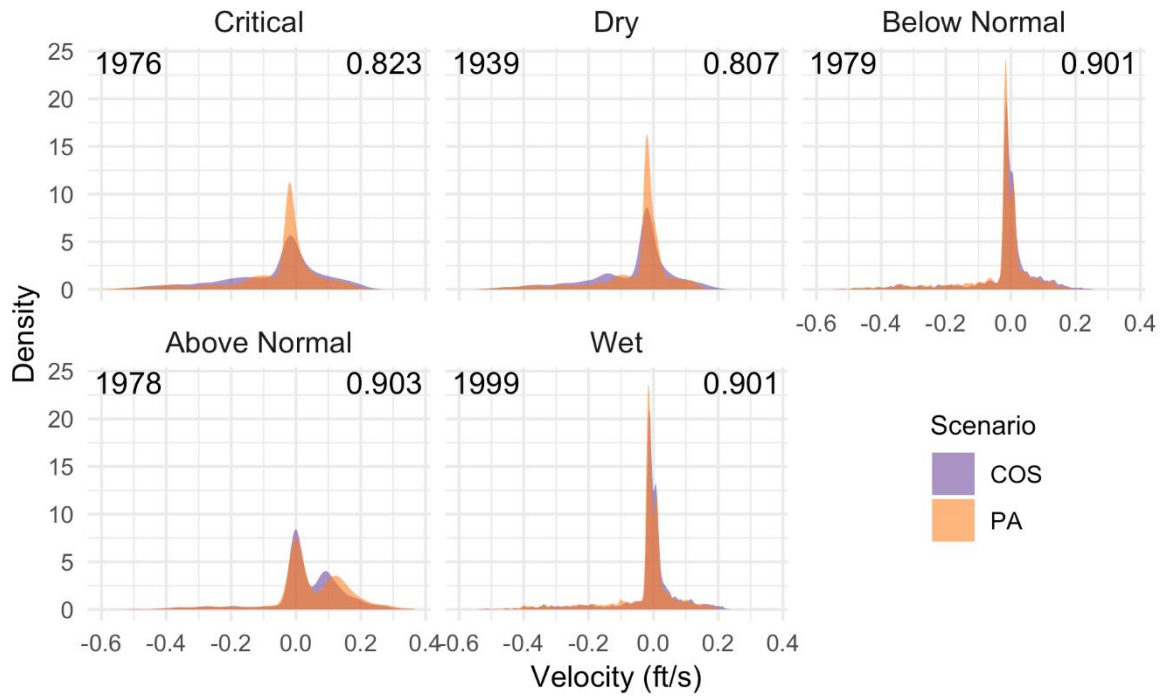 Critical
Dry
Below Normal
25
20
15
10
5
0
1976 0.823
1939 0.807
1979 0.901
-0.6 -0.4 -0.2 0.0 0.2 0.4
Density
Above Normal
Wet
25
20
15
10
5
0
1978 0.903
1999 0.901
-0.6 -0.4 -0.2 0.0 0.2 0.4
-0.6 -0.4 -0.2 0.0 0.2 0.4
Velocity (ft/s)
Scenario
COS
PA